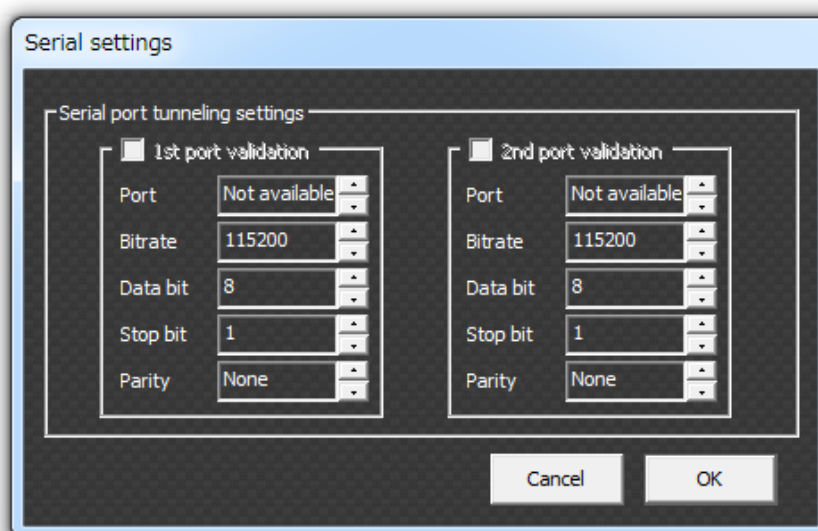 Serial settings
Serial port tunneling settings
1st port validation
Port Not available
Bitrate 115200
Data bit 8
Stop bit 1
Parity None
2nd port validation
Port Not available
Bitrate 115200
Data bit 8
Stop bit 1
Parity None
Cancel OK